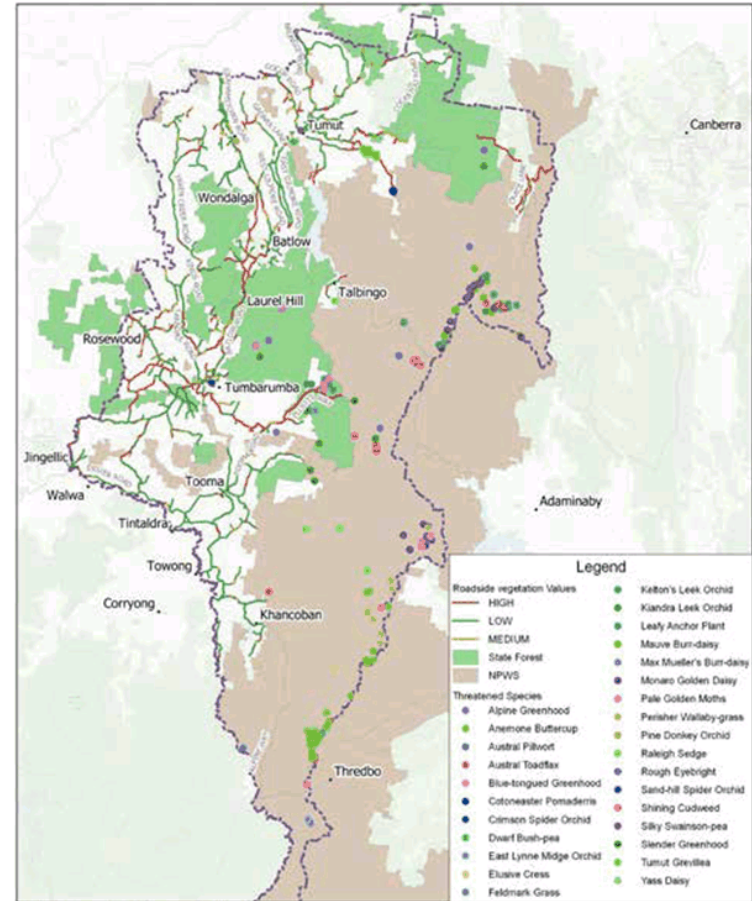 Canberra
Tumut
Wondalga
Batlow
Talbingo
Laurel Hill
Rosewood
Tumbarumba
Jingellic
Tooma
Walwa
Adaminaby
Tintaldra
Towong
Corryong
Khancoban
Thredbo
Legend
Roadside vegetation Values
HIGH
LOW
MEDIUM
State Forest
NPWS
Threatened Species
Alpine Greenhood
Anemone Buttercup
Austral Pillwort
Austral Toadflax
Blue-tongued Greenhood
Cotoneaster Pomaderris
Crimson Spider Orchid
Dwarf Bush-pea
East Lynne Midge Orchid
Elusive Cress
Feldmark Grass
Kelton's Leek Orchid
Kiandra Leek Orchid
Leafy Anchor Plant
Mauve Burr-daisy
Max Mueller's Burr-daisy
Monaro Golden Daisy
Pale Golden Moths
Perisher Wallaby-grass
Pine Donkey Orchid
Raleigh Sedge
Rough Eyebright
Sand-hill Spider Orchid
Shining Cudweed
Silky Swainson-pea
Slender Greenhood
Tumut Grevillea
Yass Daisy